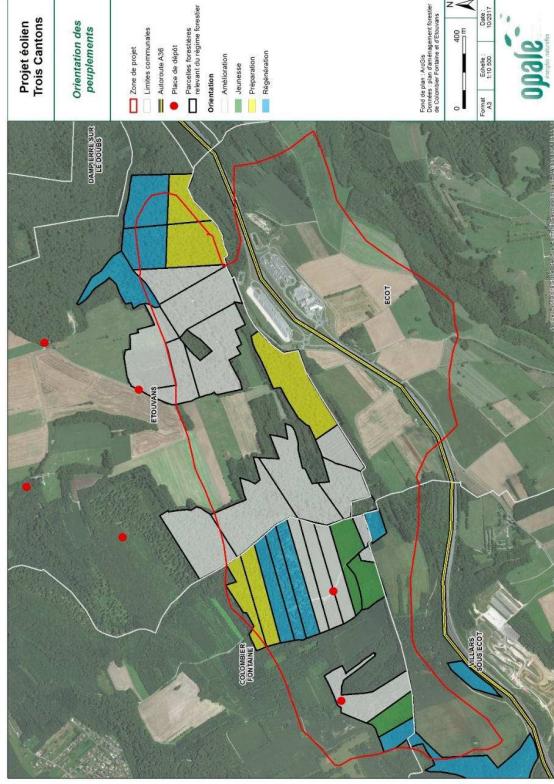 Projet éolien
Trois Cantons
Orientation des
peuplements
Zone de projet
Limites communales
Autoroute A36
Place de dépôt
Parcelles forestières
relevant du régime forestier
Orientation
Amélioration
Jeunesse
Préparation
Régénération
Fond de plan : ArcGis
Données : plan d'aménagement forestier
de Colombier Fontaine et d'Etouvans
N
0
400
m
Format :
A3
Echelle :
1:10 000
Date :
10/2017
opale
énergies naturelles
DAMPIERRE SUR
LE DOUBS
ETOUVANS
ECOT
COLOMBIER
FONTAINE
VILLARS
SOUS ECOT